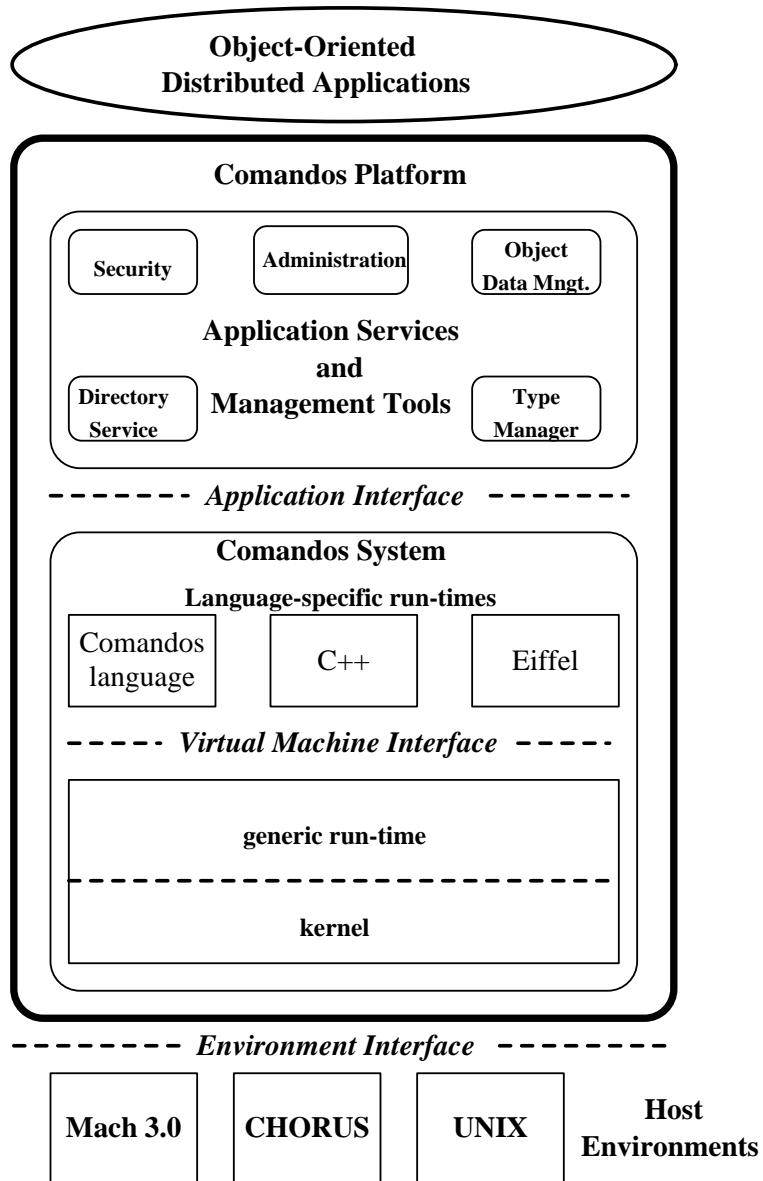 Object-Oriented
Distributed Applications
Comandos Platform
Security
Administration
Object
Data Mngt.
Application Services
and
Management Tools
Directory
Service
Type
Manager
Application Interface
Comandos System
Language-specific run-times
Comandos
language
C++
Eiffel
Virtual Machine Interface
generic run-time
kernel
Environment Interface
Mach 3.0
CHORUS
UNIX
Host
Environments